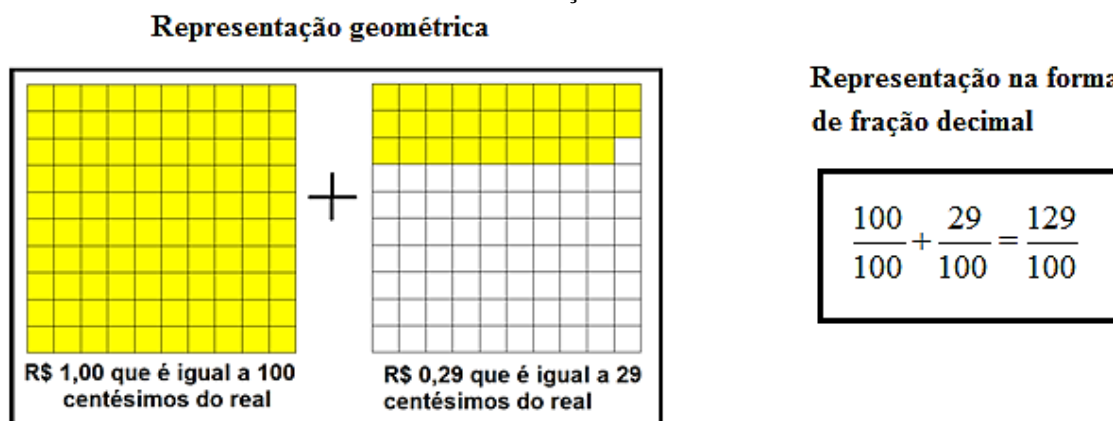 Representação geométrica
Representação na forma
de fração decimal
+
R$ 1,00 que é igual a 100
centésimos do real
R$ 0,29 que é igual a 29
centésimos do real
100/100 + 29/100 = 129/100